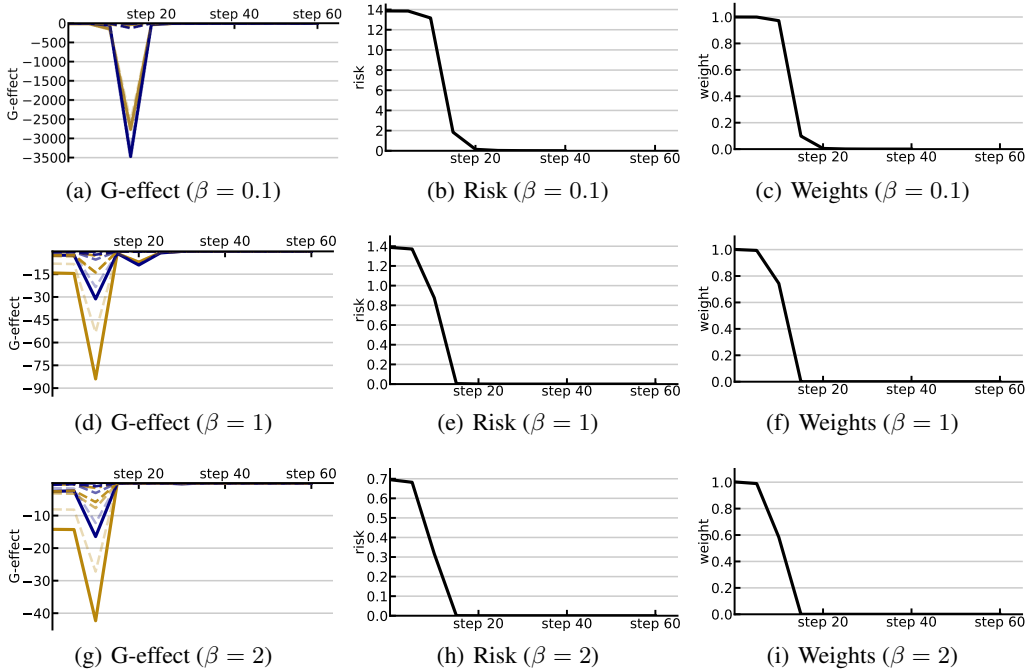 step 20 step 40 step 60
0
−500
−1000
−1500
−2000
−2500
−3000
−3500
G-effect
(a) G-effect (β = 0.1)
14
12
10
8
6
4
2
0
risk
step 20 step 40 step 60
(b) Risk (β = 0.1)
1.0
0.8
0.6
0.4
0.2
0.0
weight
step 20 step 40 step 60
(c) Weights (β = 0.1)
step 20 step 40 step 60
−15
−30
−45
−60
−75
−90
G-effect
(d) G-effect (β = 1)
1.4
1.2
1.0
0.8
0.6
0.4
0.2
0.0
risk
step 20 step 40 step 60
(e) Risk (β = 1)
1.0
0.8
0.6
0.4
0.2
0.0
weight
step 20 step 40 step 60
(f) Weights (β = 1)
step 20 step 40 step 60
−10
−20
−30
−40
G-effect
(g) G-effect (β = 2)
0.7
0.6
0.5
0.4
0.3
0.2
0.1
0.0
risk
step 20 step 40 step 60
(h) Risk (β = 2)
1.0
0.8
0.6
0.4
0.2
0.0
weight
step 20 step 40 step 60
(i) Weights (β = 2)